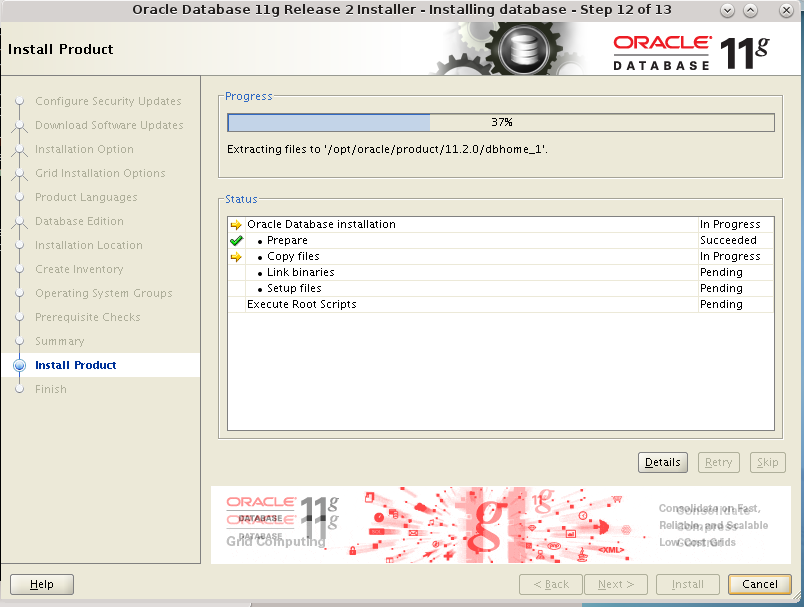 Oracle Database 11g Release 2 Installer - Installing database - Step 12 of 13
Install Product
ORACLE
DATABASE
11g
Configure Security Updates
Download Software Updates
Installation Option
Grid Installation Options
Product Languages
Database Edition
Installation Location
Create Inventory
Operating System Groups
Prerequisite Checks
Summary
Install Product
Finish
Progress
37%
Extracting files to '/opt/oracle/product/11.2.0/dbhome_1'.
Status
Oracle Database installation In Progress
• Prepare Succeeded
• Copy files In Progress
• Link binaries Pending
• Setup files Pending
Execute Root Scripts Pending
Details Retry Skip
ORACLE 11g
ORACLE
DATABASE
DATABASE
Grid Computing
11g
g
<XML>
Consolidate on Fast,
Reliable, and Scalable
Low Cost Grids
Help < Back Next > Install Cancel